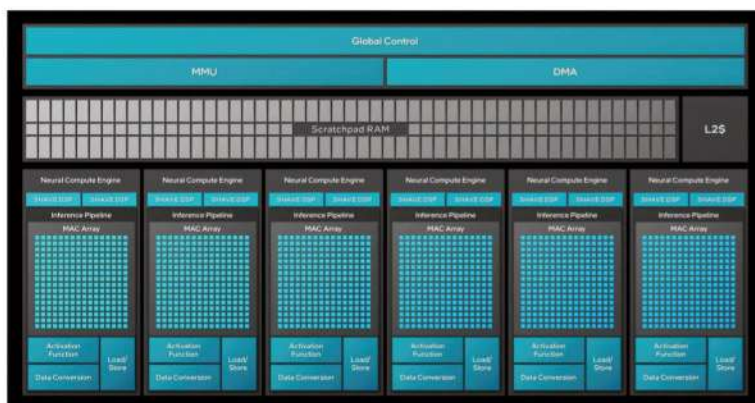 Global Control
MMU DMA
Scratchpad RAM L2$
Neural Compute Engine Neural Compute Engine Neural Compute Engine Neural Compute Engine Neural Compute Engine Neural Compute Engine
SHAVE DSP SHAVE DSP SHAVE DSP SHAVE DSP SHAVE DSP SHAVE DSP SHAVE DSP SHAVE DSP SHAVE DSP SHAVE DSP SHAVE DSP SHAVE DSP
Inference Pipeline Inference Pipeline Inference Pipeline Inference Pipeline Inference Pipeline Inference Pipeline
MAC Array MAC Array MAC Array MAC Array MAC Array MAC Array
Activation Activation Activation Activation Activation Activation
Function Function Function Function Function Function
Load/ Load/ Load/ Load/ Load/ Load/
Store Store Store Store Store Store
Data Conversion Data Conversion Data Conversion Data Conversion Data Conversion Data Conversion